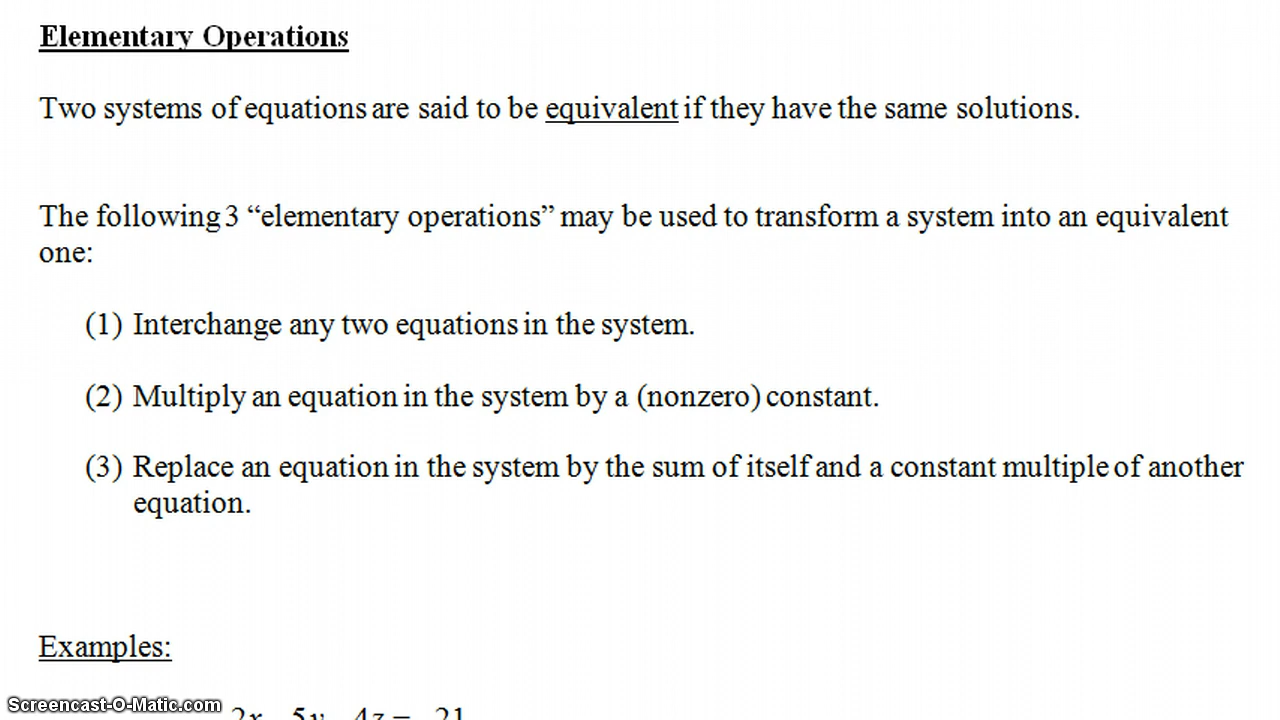 Elementary Operations
Two systems of equations are said to be equivalent if they have the same solutions.
The following 3 “elementary operations” may be used to transform a system into an equivalent
one:
(1) Interchange any two equations in the system.
(2) Multiply an equation in the system by a (nonzero) constant.
(3) Replace an equation in the system by the sum of itself and a constant multiple of another
equation.
Examples:
Screencast-O-Matic.com